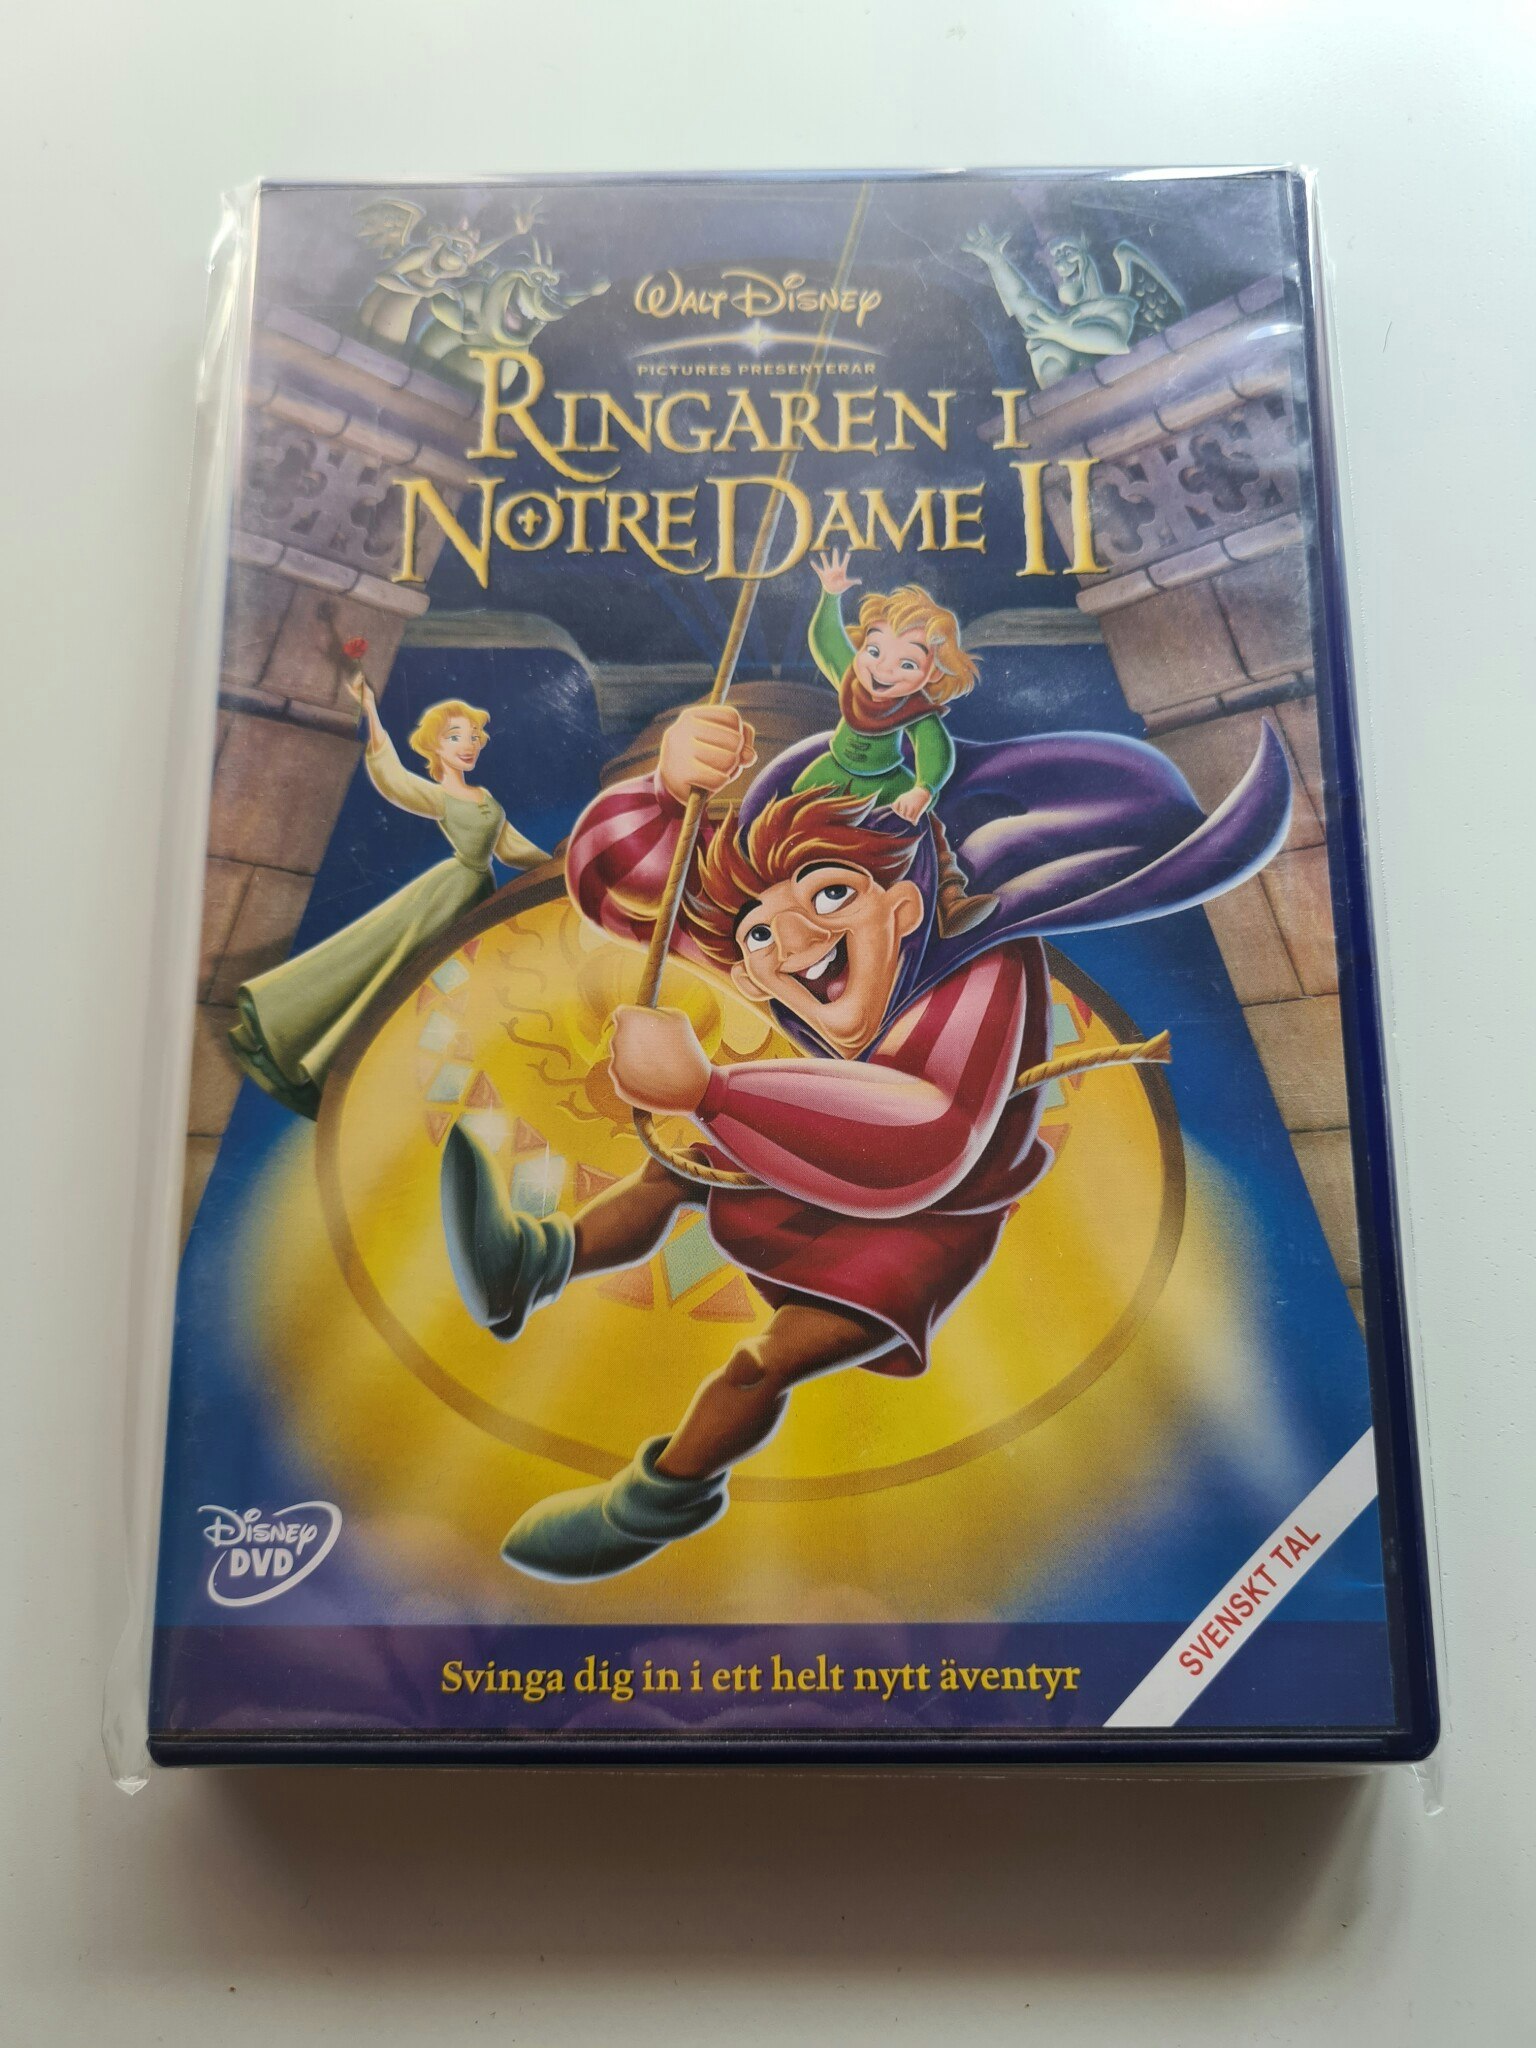 Walt Disney
PICTURES PRESENTERAR
RINGAREN I
NOTRE DAME II
Disney
DVD
SVENSKT TAL
Svinga dig in i ett helt nytt äventyr